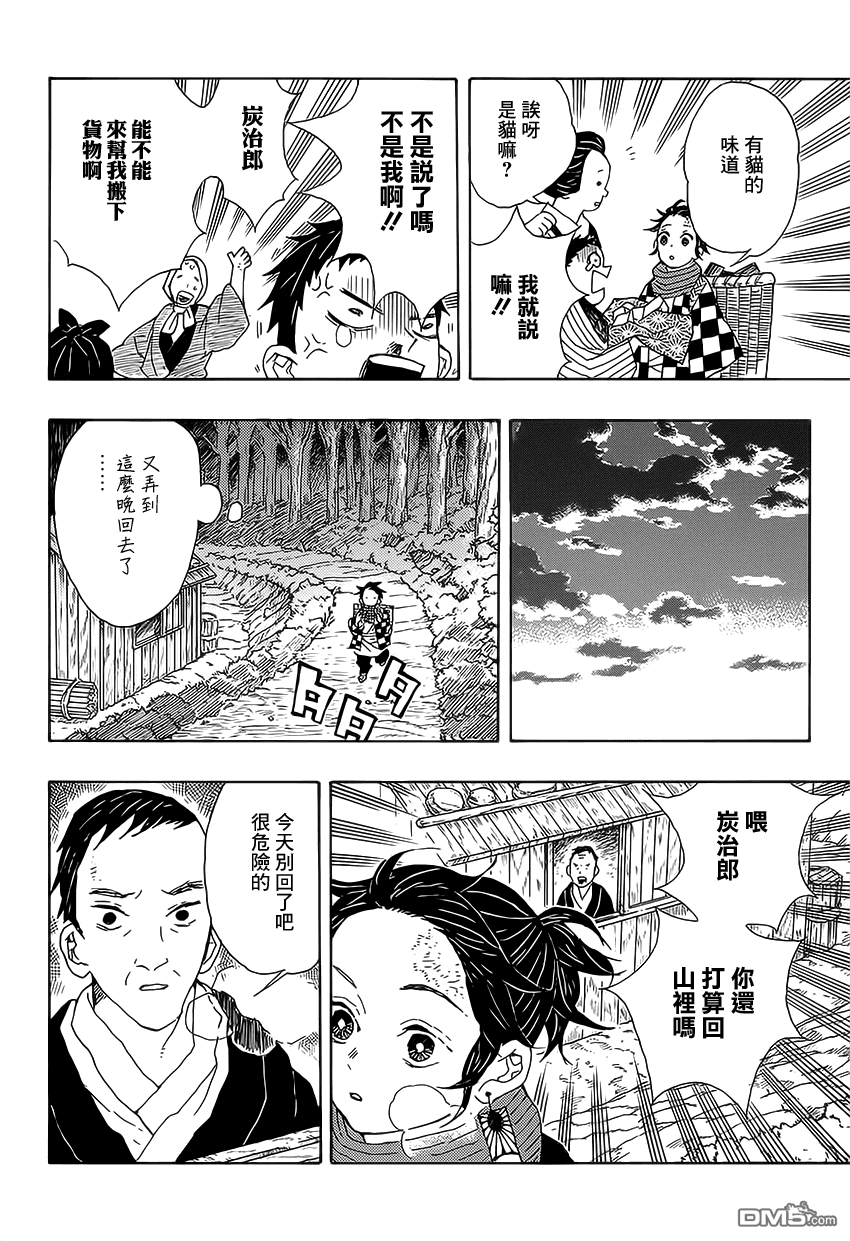 有貓的
味道
誒呀
是貓嘛?
我就說
嘛!!
不是說了嗎
不是我啊!!
炭治郎
能不能
來幫我搬下
貨物啊
又弄到
這麼晚回去了
……
タ
タ
タ
喂
炭治郎
你還
打算回
山裡嗎
今天別回了吧
很危險的
DM5.com